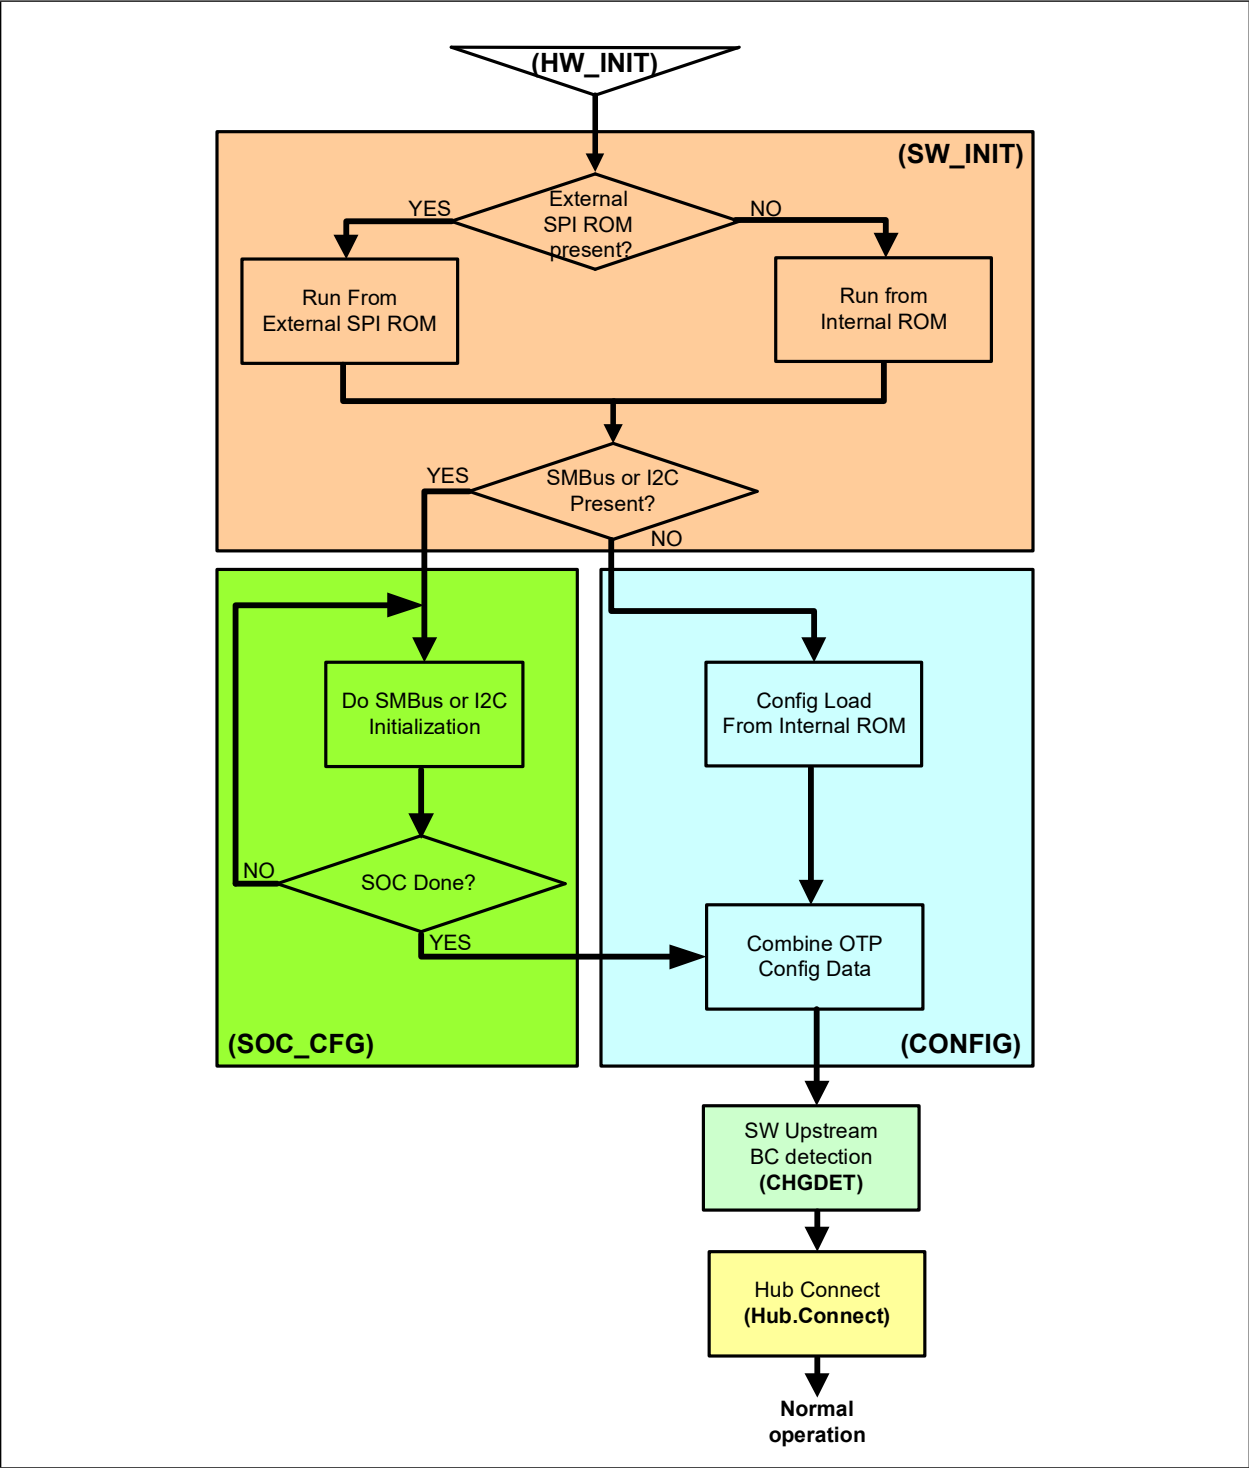 (HW_INIT)
(SW_INIT)
External
SPI ROM
present?
YES
NO
Run From
External SPI ROM
Run from
Internal ROM
SMBus or I2C
Present?
YES
NO
Do SMBus or I2C
Initialization
Config Load
From Internal ROM
SOC Done?
NO
YES
Combine OTP
Config Data
(SOC_CFG)
(CONFIG)
SW Upstream
BC detection
(CHGDET)
Hub Connect
(Hub.Connect)
Normal
operation